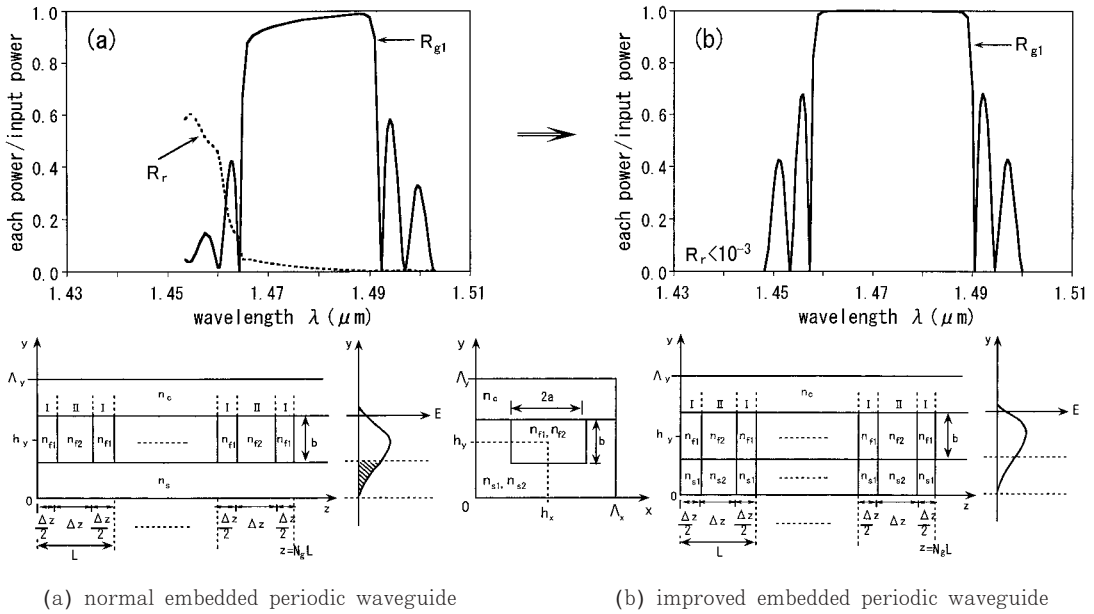 (a)
R_g1
R_r
each power/input power
1.0
0.8
0.6
0.4
0.2
0.0
1.43
1.45
1.47
1.49
1.51
wavelength λ (μm)
⇒
(b)
R_g1
R_r<10⁻³
each power/input power
1.0
0.8
0.6
0.4
0.2
0.0
1.43
1.45
1.47
1.49
1.51
wavelength λ (μm)
y
Λ_y
n_c
I II I I II I
h_y
n_f1 n_f2 n_f1 n_f1 n_f2 n_f1
b
n_s
0
z
Δz/2 Δz Δz/2 Δz/2 Δz Δz/2
L
z=N_gL
y
E
y
Λ_y
n_c
2a
h_y
n_f1, n_f2
b
n_s1, n_s2
0
h_x
Λ_x
x
y
Λ_y
n_c
I II I I II I
h_y
n_f1 n_f2 n_f1 n_f1 n_f2 n_f1
b
n_s1 n_s2 n_s1 n_s1 n_s2 n_s1
0
z
Δz/2 Δz Δz/2 Δz/2 Δz Δz/2
L
z=N_gL
y
E
(a) normal embedded periodic waveguide
(b) improved embedded periodic waveguide